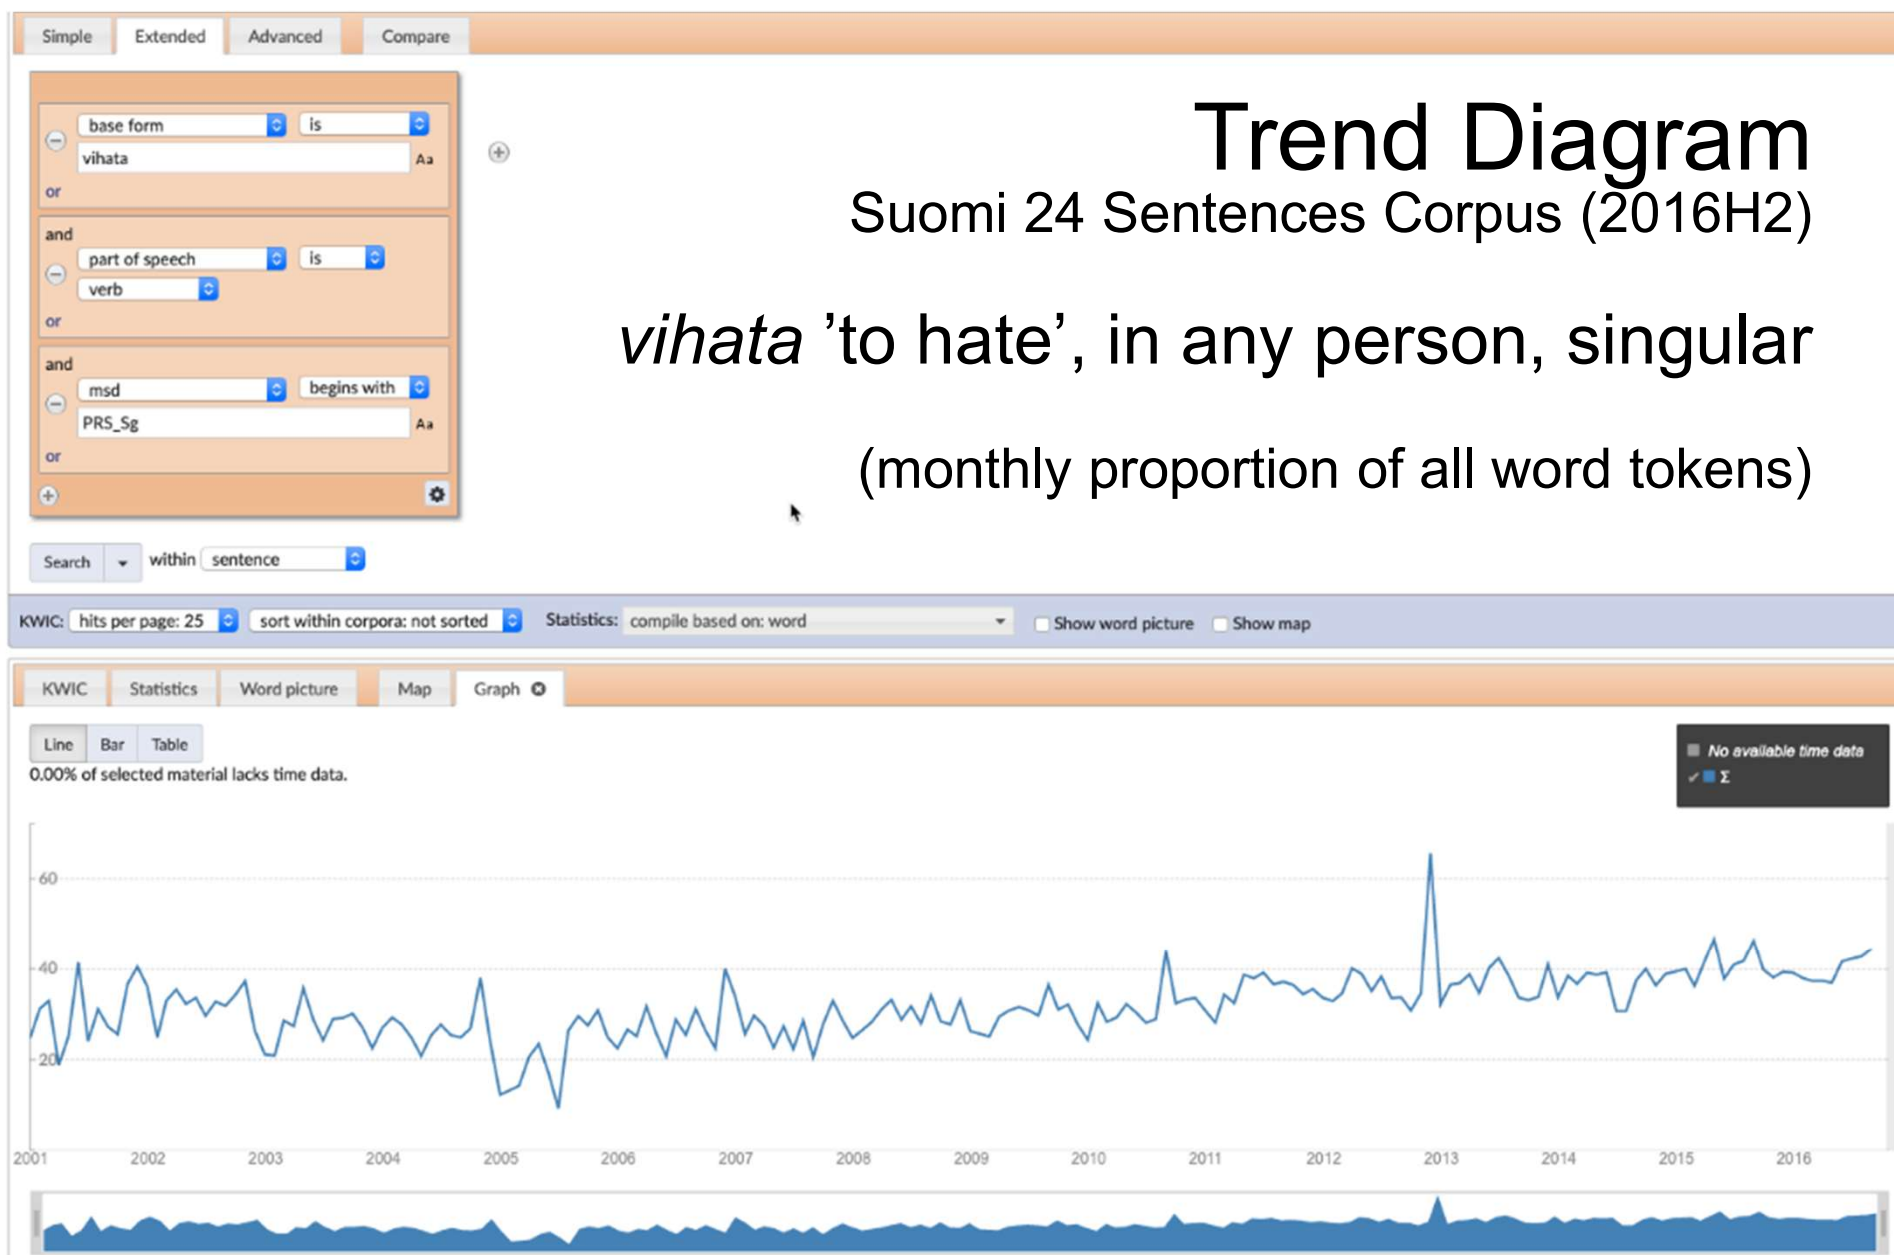 Simple Extended Advanced Compare
base form is
vihata Aa
or
and
part of speech is
verb
or
and
msd begins with
PRS_Sg Aa
or
Trend Diagram
Suomi 24 Sentences Corpus (2016H2)
vihata ’to hate’, in any person, singular
(monthly proportion of all word tokens)
Search within sentence
KWIC: hits per page: 25 sort within corpora: not sorted Statistics: compile based on: word Show word picture Show map
KWIC Statistics Word picture Map Graph
Line Bar Table
0.00% of selected material lacks time data.
No available time data
Σ
60
40
20
2001 2002 2003 2004 2005 2006 2007 2008 2009 2010 2011 2012 2013 2014 2015 2016